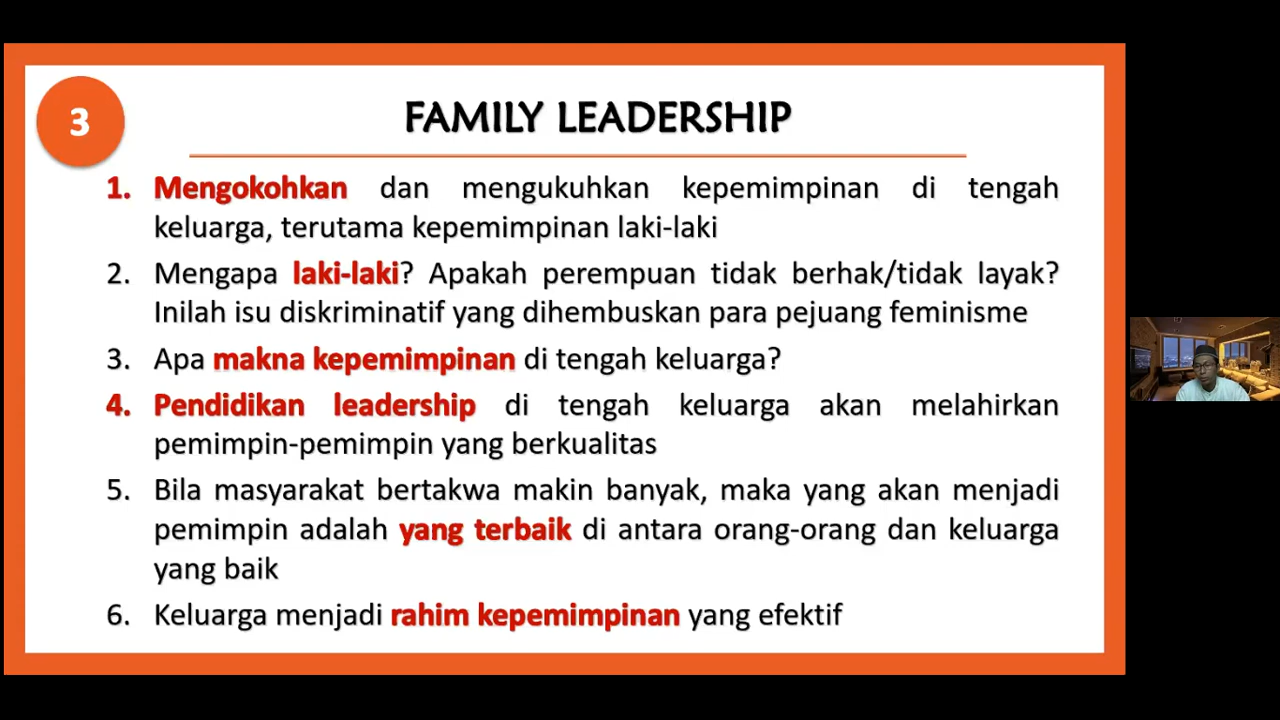 3
FAMILY LEADERSHIP
1. Mengokohkan dan mengukuhkan kepemimpinan di tengah
keluarga, terutama kepemimpinan laki-laki
2. Mengapa laki-laki? Apakah perempuan tidak berhak/tidak layak?
Inilah isu diskriminatif yang dihembuskan para pejuang feminisme
3. Apa makna kepemimpinan di tengah keluarga?
4. Pendidikan leadership di tengah keluarga akan melahirkan
pemimpin-pemimpin yang berkualitas
5. Bila masyarakat bertakwa makin banyak, maka yang akan menjadi
pemimpin adalah yang terbaik di antara orang-orang dan keluarga
yang baik
6. Keluarga menjadi rahim kepemimpinan yang efektif